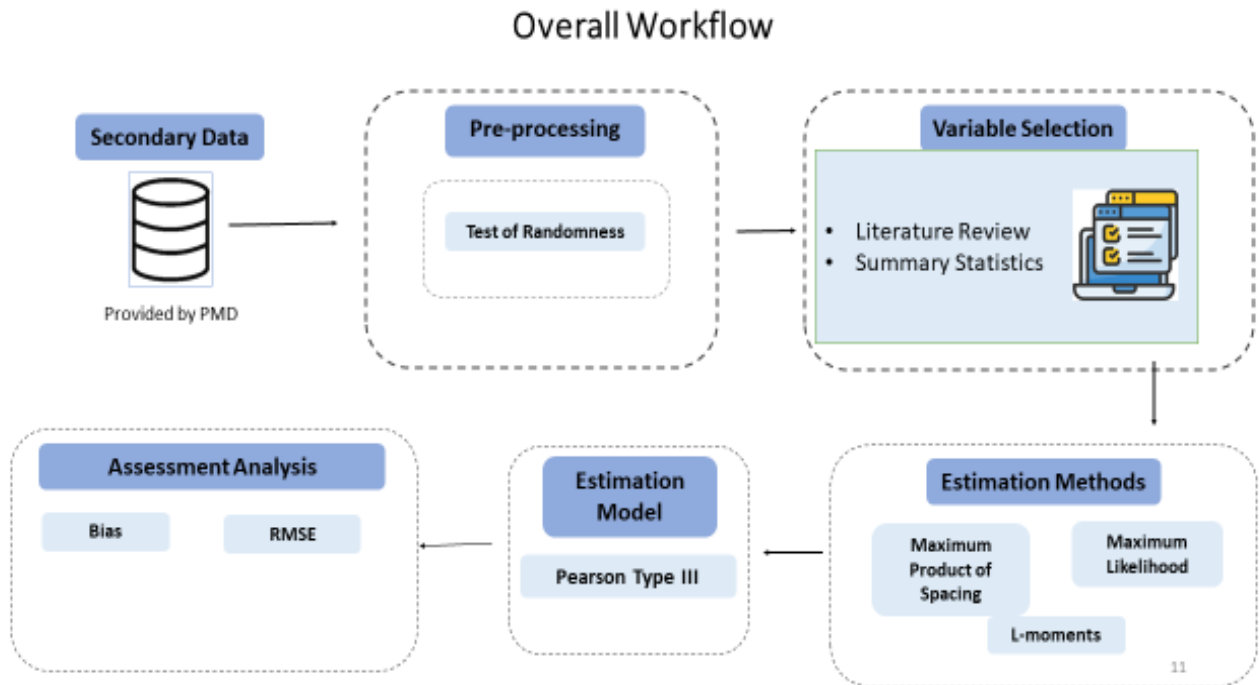 Overall Workflow
Secondary Data
Provided by PMD
Pre-processing
Test of Randomness
Variable Selection
• Literature Review
• Summary Statistics
Estimation Methods
Maximum
Product of
Spacing
Maximum
Likelihood
L-moments
Estimation
Model
Pearson Type III
Assessment Analysis
Bias
RMSE
11